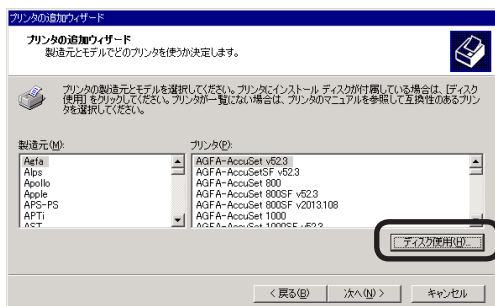 プリンタの追加ウィザード
プリンタの追加ウィザード
製造元とモデルでどのプリンタを使うか決定します。
プリンタの製造元とモデルを選択してください。プリンタにインストール ディスクが付属している場合は、[ディスク
使用] をクリックしてください。プリンタが一覧にない場合は、プリンタのマニュアルを参照して互換性のあるプリン
タを選択してください。
製造元(M):
Agfa
Alps
Apollo
Apple
APS-PS
APTi
AST
プリンタ(P):
AGFA-AccuSet v52.3
AGFA-AccuSetSF v52.3
AGFA-AccuSet 800
AGFA-AccuSet 800SF v52.3
AGFA-AccuSet 800SF v2013.108
AGFA-AccuSet 1000
AGFA-AccuSet 1000SF v52.3
ディスク使用(H)...
< 戻る(B)
次へ(N) >
キャンセル